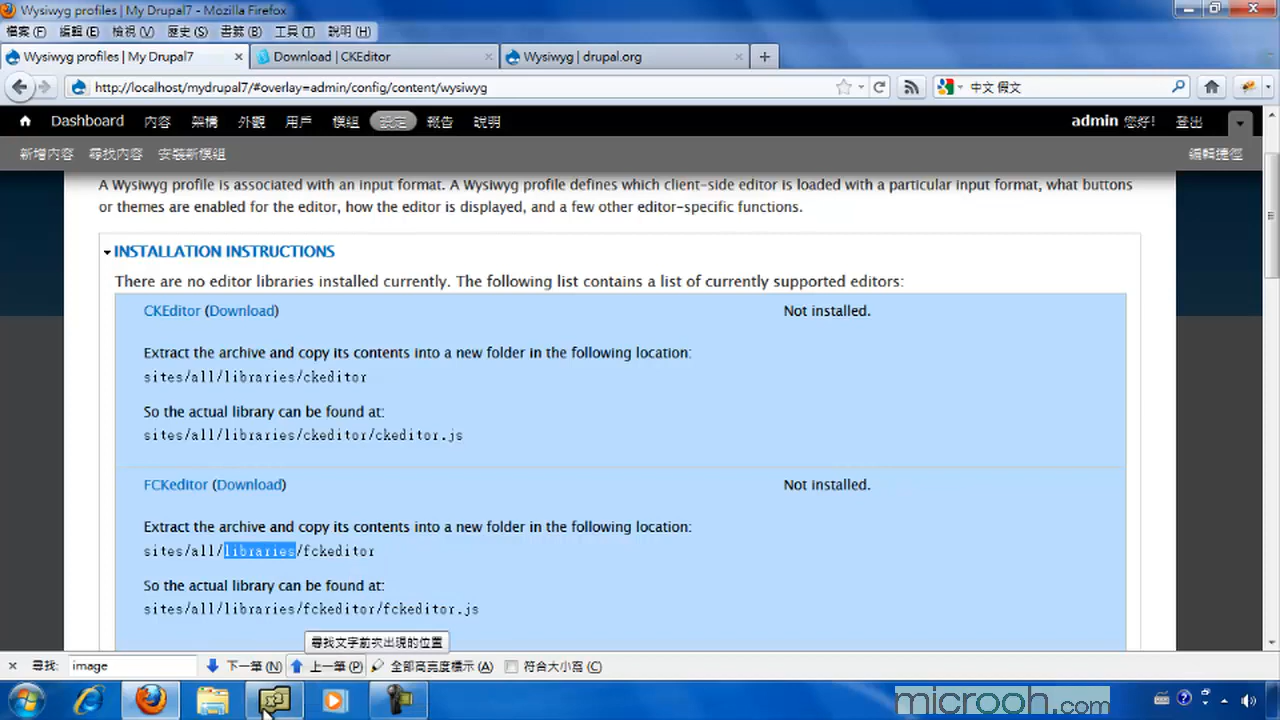 Wysiwyg profiles | My Drupal7 - Mozilla Firefox
檔案(F) 編輯(E) 檢視(V) 歷史(S) 書籤(B) 工具(T) 說明(H)
Wysiwyg profiles | My Drupal7 × Download | CKEditor × Wysiwyg | drupal.org × +
http://localhost/mydrupal7/#overlay=admin/config/content/wysiwyg 中文 假文
Dashboard 內容 架構 外觀 用戶 模組 設定 報告 說明 admin 您好! 登出
新增內容 尋找內容 安裝新模組 編輯捷徑
A Wysiwyg profile is associated with an input format. A Wysiwyg profile defines which client-side editor is loaded with a particular input format, what buttons
or themes are enabled for the editor, how the editor is displayed, and a few other editor-specific functions.
INSTALLATION INSTRUCTIONS
There are no editor libraries installed currently. The following list contains a list of currently supported editors:
CKEditor (Download) Not installed.
Extract the archive and copy its contents into a new folder in the following location:
sites/all/libraries/ckeditor
So the actual library can be found at:
sites/all/libraries/ckeditor/ckeditor.js
FCKeditor (Download) Not installed.
Extract the archive and copy its contents into a new folder in the following location:
sites/all/libraries/fckeditor
So the actual library can be found at:
sites/all/libraries/fckeditor/fckeditor.js
尋找文字前次出現的位置
× 尋找: image 下一筆(N) 上一筆(P) 全部高亮度標示(A) 符合大小寫(C)
microoh.com